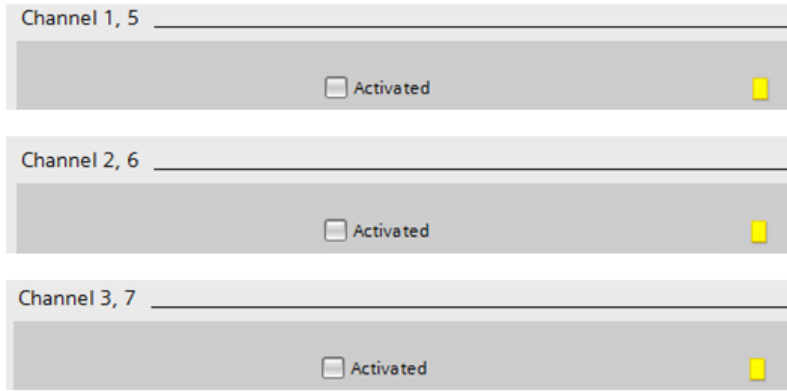 Channel 1, 5
Activated
Channel 2, 6
Activated
Channel 3, 7
Activated